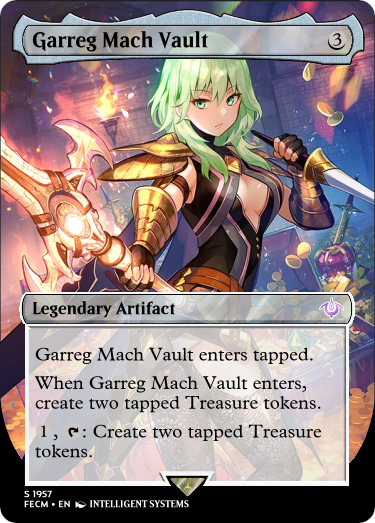 Garreg Mach Vault 3
Legendary Artifact
Garreg Mach Vault enters tapped.
When Garreg Mach Vault enters,
create two tapped Treasure tokens.
1 , : Create two tapped Treasure
tokens.
S 1957
FECM • EN INTELLIGENT SYSTEMS